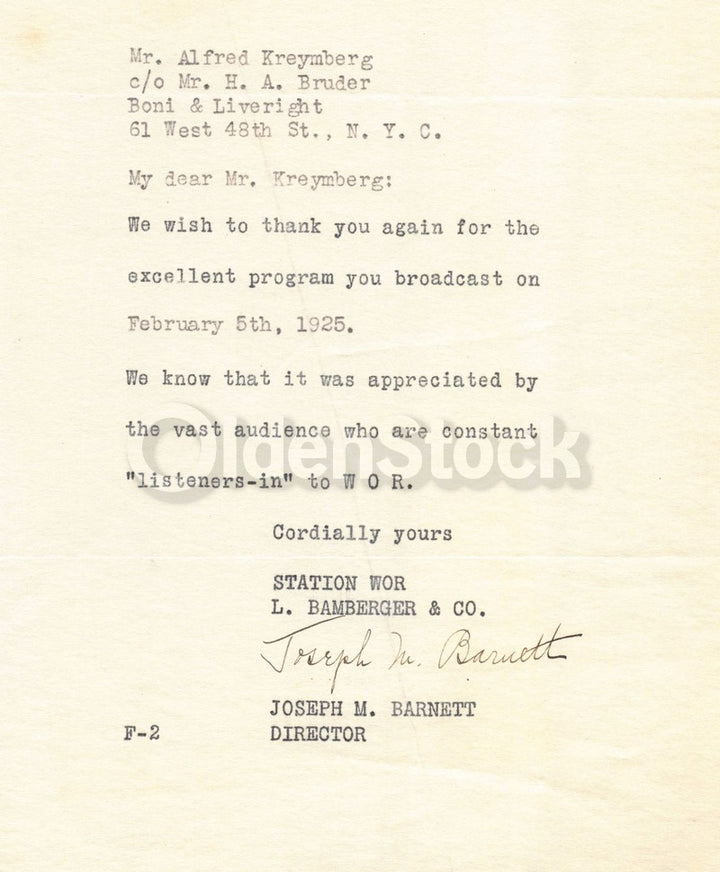 Mr. Alfred Kreymberg
c/o Mr. H. A. Bruder
Boni & Liveright
61 West 48th St., N. Y. C.
My dear Mr. Kreymberg:
We wish to thank you again for the
excellent program you broadcast on
February 5th, 1925.
We know that it was appreciated by
the vast audience who are constant
OldenStock
"listeners-in" to W O R.
Cordially yours
STATION WOR
L. BAMBERGER & CO.
Joseph M. Barnett
JOSEPH M. BARNETT
F-2 DIRECTOR